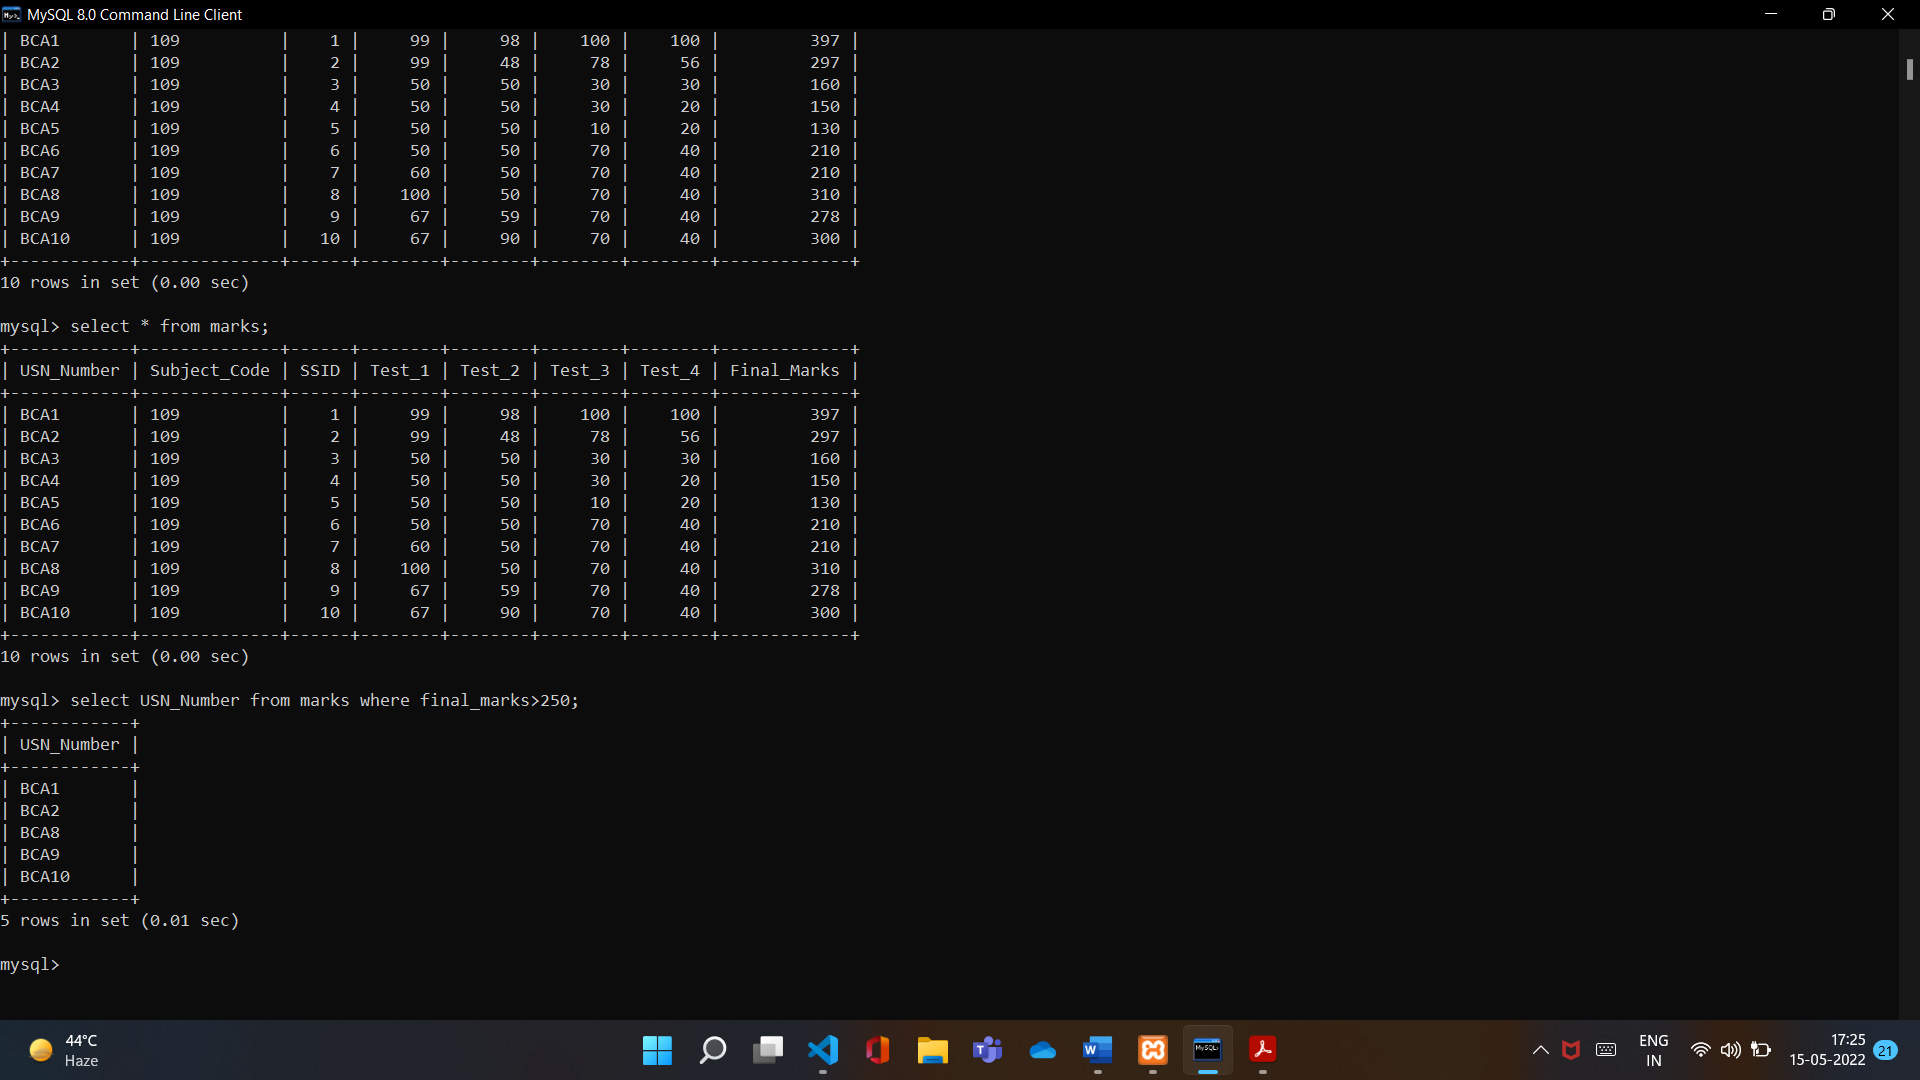 MySQL 8.0 Command Line Client
| BCA1       | 109          |    1 |     99 |     98 |    100 |    100 |         397 |
| BCA2       | 109          |    2 |     99 |     48 |     78 |     56 |         297 |
| BCA3       | 109          |    3 |     50 |     50 |     30 |     30 |         160 |
| BCA4       | 109          |    4 |     50 |     50 |     30 |     20 |         150 |
| BCA5       | 109          |    5 |     50 |     50 |     10 |     20 |         130 |
| BCA6       | 109          |    6 |     50 |     50 |     70 |     40 |         210 |
| BCA7       | 109          |    7 |     60 |     50 |     70 |     40 |         210 |
| BCA8       | 109          |    8 |    100 |     50 |     70 |     40 |         310 |
| BCA9       | 109          |    9 |     67 |     59 |     70 |     40 |         278 |
| BCA10      | 109          |   10 |     67 |     90 |     70 |     40 |         300 |
+------------+--------------+------+--------+--------+--------+--------+-------------+
10 rows in set (0.00 sec)
mysql> select * from marks;
+------------+--------------+------+--------+--------+--------+--------+-------------+
| USN_Number | Subject_Code | SSID | Test_1 | Test_2 | Test_3 | Test_4 | Final_Marks |
+------------+--------------+------+--------+--------+--------+--------+-------------+
| BCA1       | 109          |    1 |     99 |     98 |    100 |    100 |         397 |
| BCA2       | 109          |    2 |     99 |     48 |     78 |     56 |         297 |
| BCA3       | 109          |    3 |     50 |     50 |     30 |     30 |         160 |
| BCA4       | 109          |    4 |     50 |     50 |     30 |     20 |         150 |
| BCA5       | 109          |    5 |     50 |     50 |     10 |     20 |         130 |
| BCA6       | 109          |    6 |     50 |     50 |     70 |     40 |         210 |
| BCA7       | 109          |    7 |     60 |     50 |     70 |     40 |         210 |
| BCA8       | 109          |    8 |    100 |     50 |     70 |     40 |         310 |
| BCA9       | 109          |    9 |     67 |     59 |     70 |     40 |         278 |
| BCA10      | 109          |   10 |     67 |     90 |     70 |     40 |         300 |
+------------+--------------+------+--------+--------+--------+--------+-------------+
10 rows in set (0.00 sec)
mysql> select USN_Number from marks where final_marks>250;
+------------+
| USN_Number |
+------------+
| BCA1       |
| BCA2       |
| BCA8       |
| BCA9       |
| BCA10      |
+------------+
5 rows in set (0.01 sec)
mysql>
44°C
Haze
ENG
IN
17:25
15-05-2022
21